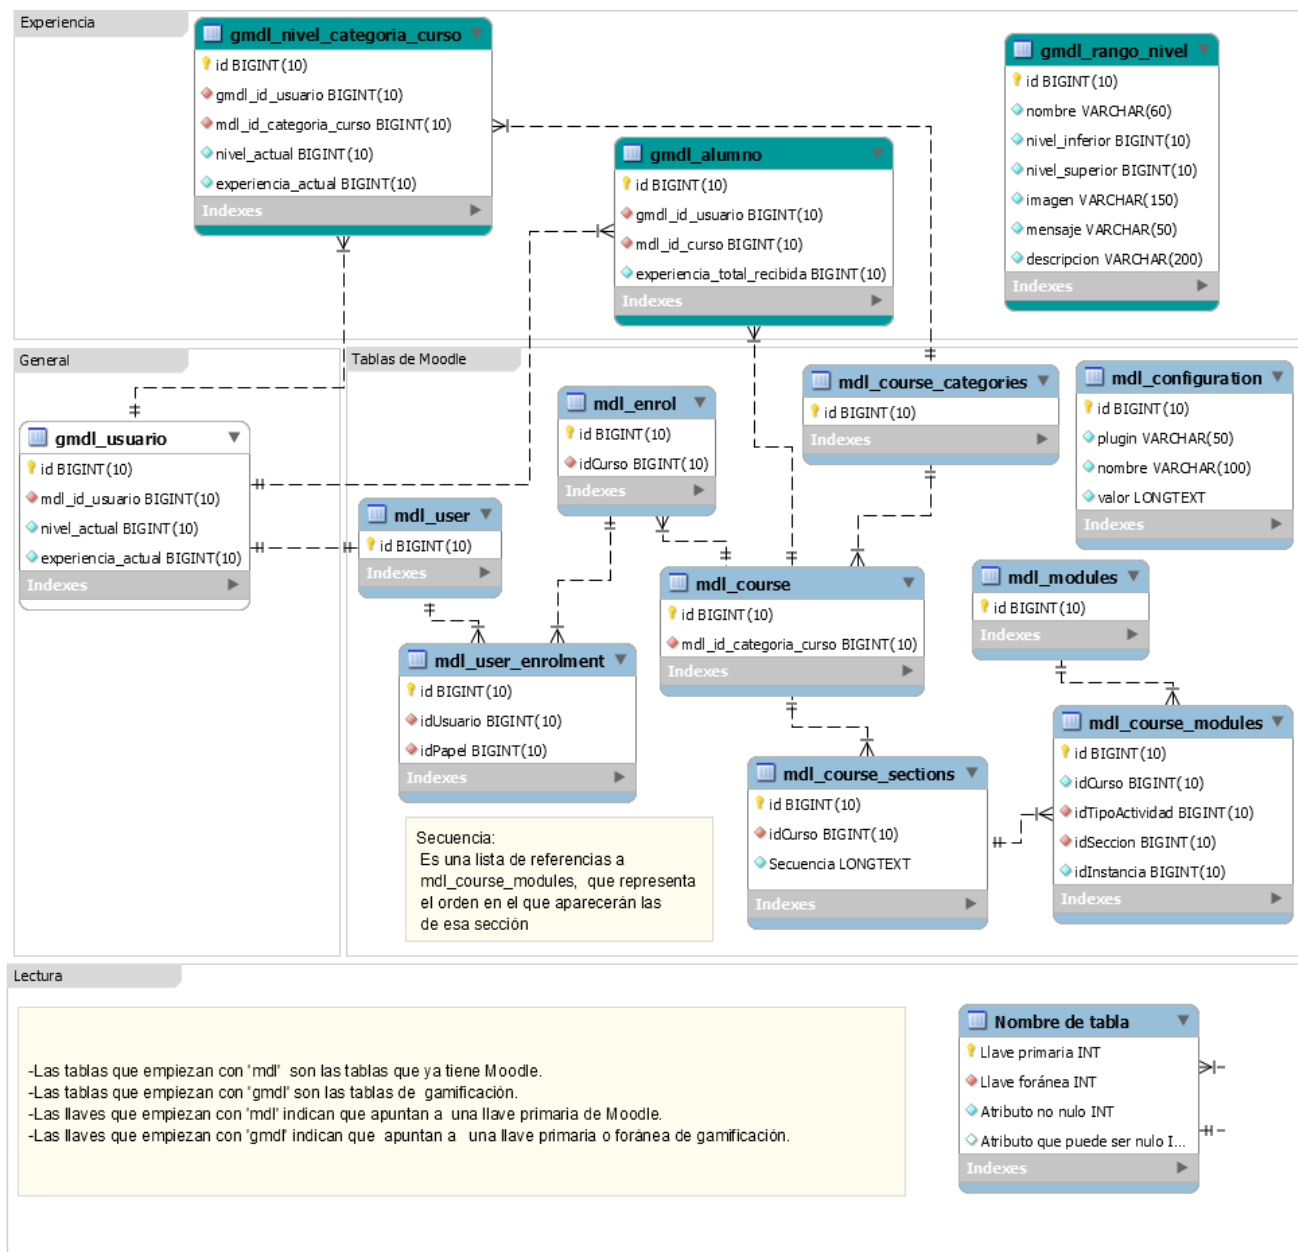 Experiencia
gmdl_nivel_categoria_curso
id BIGINT(10)
gmdl_id_usuario BIGINT(10)
mdl_id_categoria_curso BIGINT(10)
nivel_actual BIGINT(10)
experiencia_actual BIGINT(10)
Indexes
gmdl_alumno
id BIGINT(10)
gmdl_id_usuario BIGINT(10)
mdl_id_curso BIGINT(10)
experiencia_total_recibida BIGINT(10)
Indexes
gmdl_rango_nivel
id BIGINT(10)
nombre VARCHAR(60)
nivel_inferior BIGINT(10)
nivel_superior BIGINT(10)
imagen VARCHAR(150)
mensaje VARCHAR(50)
descripcion VARCHAR(200)
Indexes
General
gmdl_usuario
id BIGINT(10)
mdl_id_usuario BIGINT(10)
nivel_actual BIGINT(10)
experiencia_actual BIGINT(10)
Indexes
Tablas de Moodle
mdl_enrol
id BIGINT(10)
idCurso BIGINT(10)
Indexes
mdl_course_categories
id BIGINT(10)
Indexes
mdl_configuration
id BIGINT(10)
plugin VARCHAR(50)
nombre VARCHAR(100)
valor LONGTEXT
Indexes
mdl_user
id BIGINT(10)
Indexes
mdl_course
id BIGINT(10)
mdl_id_categoria_curso BIGINT(10)
Indexes
mdl_modules
id BIGINT(10)
Indexes
mdl_user_enrolment
id BIGINT(10)
idUsuario BIGINT(10)
idPapel BIGINT(10)
Indexes
mdl_course_sections
id BIGINT(10)
idCurso BIGINT(10)
Secuencia LONGTEXT
Indexes
mdl_course_modules
id BIGINT(10)
idCurso BIGINT(10)
idTipoActividad BIGINT(10)
idSeccion BIGINT(10)
idInstancia BIGINT(10)
Indexes
Secuencia:
Es una lista de referencias a
mdl_course_modules, que representa
el orden en el que aparecerán las
de esa sección
Lectura
-Las tablas que empiezan con 'mdl' son las tablas que ya tiene Moodle.
-Las tablas que empiezan con 'gmdl' son las tablas de gamificación.
-Las llaves que empiezan con 'mdl' indican que apuntan a una llave primaria de Moodle.
-Las llaves que empiezan con 'gmdl' indican que apuntan a una llave primaria o foránea de gamificación.
Nombre de tabla
Llave primaria INT
Llave foránea INT
Atributo no nulo INT
Atributo que puede ser nulo I...
Indexes